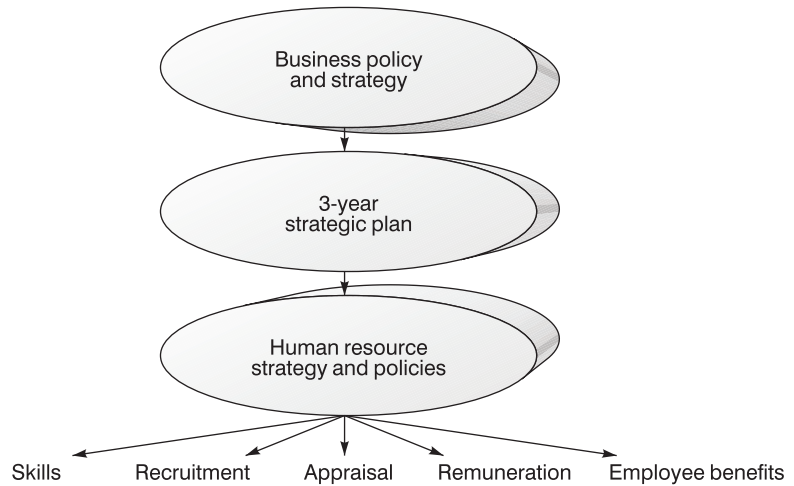 Business policy
and strategy
3-year
strategic plan
Human resource
strategy and policies
Skills
Recruitment
Appraisal
Remuneration
Employee benefits